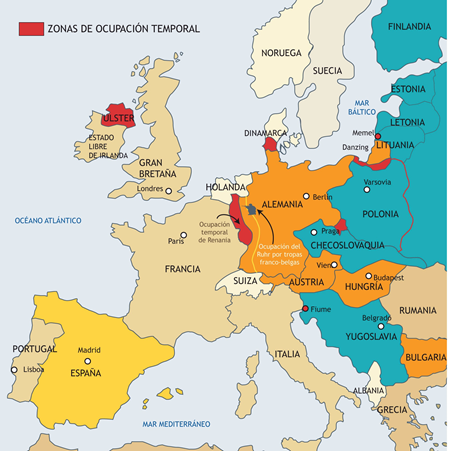 ZONAS DE OCUPACIÓN TEMPORAL
FINLANDIA
NORUEGA
SUECIA
ESTONIA
MAR
BÁLTICO
LETONIA
ULSTER
DINAMARCA
Memel
LITUANIA
Danzing
ESTADO
LIBRE
DE IRLANDA
GRAN
BRETAÑA
Londres
HOLANDA
Berlín
ALEMANIA
Varsovia
POLONIA
OCÉANO ATLÁNTICO
Ocupación
temporal
de Renania
París
Praga
CHECOSLOVAQUIA
Ocupación del
Ruhr por tropas
franco-belgas
FRANCIA
Viena
SUIZA
AUSTRIA
Budapest
HUNGRÍA
RUMANIA
Fiume
Belgrado
YUGOSLAVIA
PORTUGAL
Madrid
Lisboa
ESPAÑA
ITALIA
BULGARIA
ALBANIA
GRECIA
MAR MEDITERRÁNEO